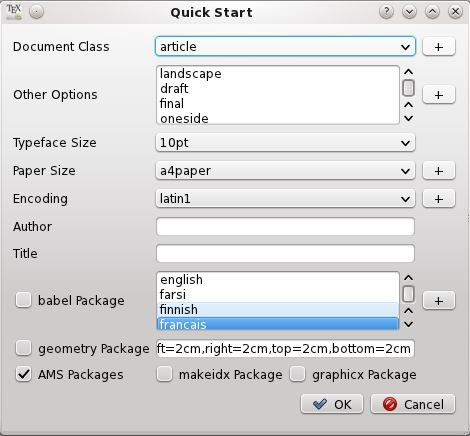 TEX
Quick Start
Document Class article
Other Options landscape
draft
final
oneside
Typeface Size 10pt
Paper Size a4paper
Encoding latin1
Author
Title
babel Package english
farsi
finnish
francais
geometry Package ft=2cm,right=2cm,top=2cm,bottom=2cm
AMS Packages makeidx Package graphicx Package
OK Cancel